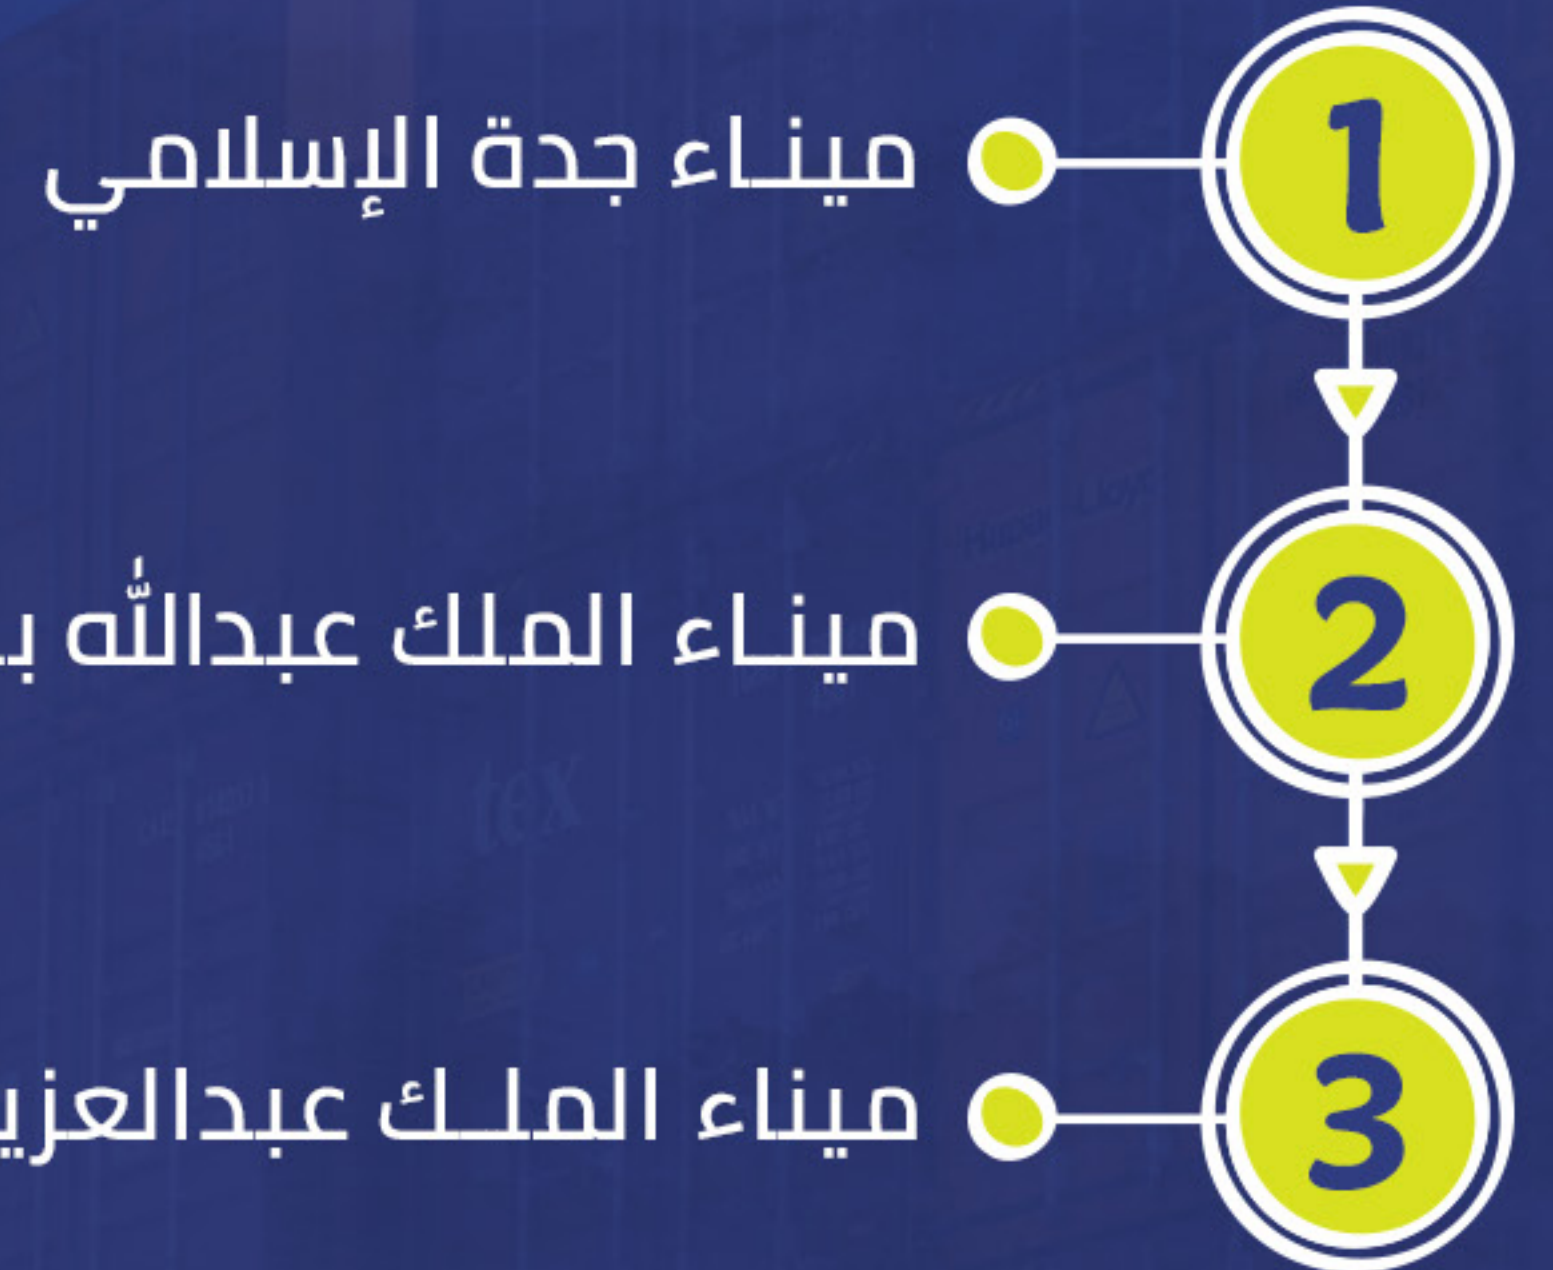 1
ميناء جدة الإسلامي
2
ميناء الملك عبدالله
3
ميناء الملك